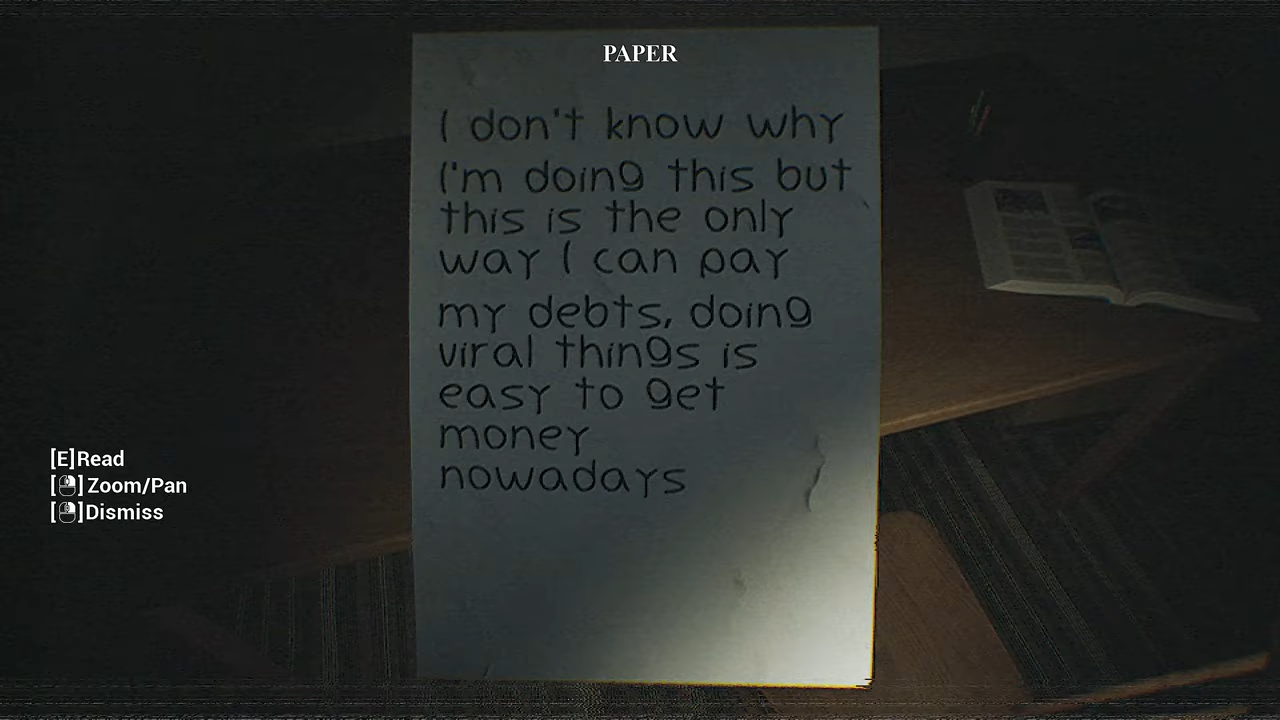 PAPER
I don't know why
I'm doing this but
this is the only
way I can pay
my debts, doing
viral things is
easy to get
money
nowadays
[E]Read
[]Zoom/Pan
[]Dismiss